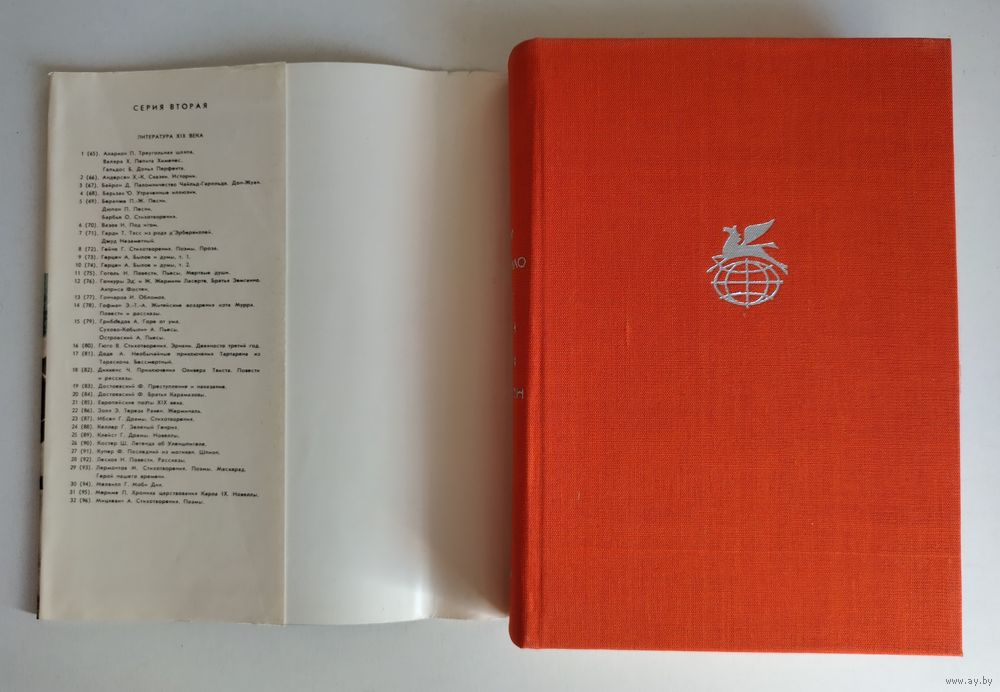 СЕРИЯ ВТОРАЯ
ЛИТЕРАТУРА XIX ВЕКА
1 (65). Аларкон П. Треугольная шляпа.
Валера Х. Пепита Хименес.
Гальдос Б. Донья Перфекта.
2 (66). Андерсен Х.-К. Сказки. Истории.
3 (67). Байрон Д. Паломничество Чайльд-Гарольда. Дон-Жуан.
4 (68). Бальзак О. Утраченные иллюзии.
5 (69). Беранже П.-Ж. Песни.
Дюпон П. Песни.
Барбье О. Стихотворения.
6 (70). Вазов И. Под игом.
7 (71). Гарди Т. Тэсс из рода д'Эрбервиллей.
Джуд Незаметный.
8 (72). Гейне Г. Стихотворения. Поэмы. Проза.
9 (73). Герцен А. Былое и думы, т. 1.
10 (74). Герцен А. Былое и думы, т. 2.
11 (75). Гоголь Н. Повести. Пьесы. Мертвые души.
12 (76). Гонкуры Эд. и Ж. Жермини Ласерте. Братья Земганно.
Актриса Фостен.
13 (77). Гончаров И. Обломов.
14 (78). Гофман Э.-Т.-А. Житейские воззрения кота Мурра.
Повести и рассказы.
15 (79). Грибоедов А. Горе от ума.
Сухово-Кобылин А. Пьесы.
Островский А. Пьесы.
16 (80). Гюго В. Стихотворения. Эрнани. Девяносто третий год.
17 (81). Доде А. Необычайные приключения Тартарена из
Тараскона. Бессмертный.
18 (82). Диккенс Ч. Приключения Оливера Твиста. Повести
и рассказы.
19 (83). Достоевский Ф. Преступление и наказание.
20 (84). Достоевский Ф. Братья Карамазовы.
21 (85). Европейские поэты XIX века.
22 (86). Золя Э. Тереза Ракен. Жерминаль.
23 (87). Ибсен Г. Драмы. Стихотворения.
24 (88). Келлер Г. Зеленый Генрих.
25 (89). Клейст Г. Драмы. Новеллы.
26 (90). Костер Ш. Легенда об Уленшпигеле.
27 (91). Купер Ф. Последний из могикан. Шпион.
28 (92). Лесков Н. Повести. Рассказы.
29 (93). Лермонтов М. Стихотворения. Поэмы. Маскарад.
Герой нашего времени.
30 (94). Мелвилл Г. Моби Дик.
31 (95). Мериме П. Хроника царствования Карла IX. Новеллы.
32 (96). Мицкевич А. Стихотворения. Поэмы.
© www.ay.by